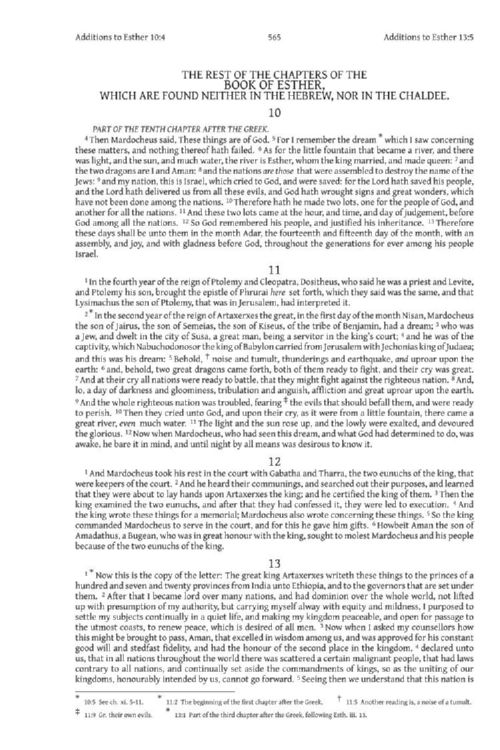 Additions to Esther 10:4 565 Additions to Esther 13:5
THE REST OF THE CHAPTERS OF THE
BOOK OF ESTHER,
WHICH ARE FOUND NEITHER IN THE HEBREW, NOR IN THE CHALDEE.
10
PART OF THE TENTH CHAPTER AFTER THE GREEK.
4 Then Mardocheus said, These things are of God. 5 For I remember the dream * which I saw concerning
these matters, and nothing thereof hath failed. 6 As for the little fountain that became a river, and there
was light, and the sun, and much water, the river is Esther, whom the king married, and made queen: 7 and
the two dragons are I and Aman: 8 and the nations are those that were assembled to destroy the name of the
Jews: 9 and my nation, this is Israel, which cried to God, and were saved: for the Lord hath saved his people,
and the Lord hath delivered us from all these evils, and God hath wrought signs and great wonders, which
have not been done among the nations. 10 Therefore hath he made two lots, one for the people of God, and
another for all the nations. 11 And these two lots came at the hour, and time, and day of judgement, before
God among all the nations. 12 So God remembered his people, and justified his inheritance. 13 Therefore
these days shall be unto them in the month Adar, the fourteenth and fifteenth day of the month, with an
assembly, and joy, and with gladness before God, throughout the generations for ever among his people
Israel.
11
1 In the fourth year of the reign of Ptolemy and Cleopatra, Dositheus, who said he was a priest and Levite,
and Ptolemy his son, brought the epistle of Phrurai here set forth, which they said was the same, and that
Lysimachus the son of Ptolemy, that was in Jerusalem, had interpreted it.
2 * In the second year of the reign of Artaxerxes the great, in the first day of the month Nisan, Mardocheus
the son of Jairus, the son of Semeias, the son of Kiseus, of the tribe of Benjamin, had a dream; 3 who was
a Jew, and dwelt in the city of Susa, a great man, being a servitor in the king's court; 4 and he was of the
captivity, which Nabuchodonosor the king of Babylon carried from Jerusalem with Jechonias king of Judaea;
and this was his dream: 5 Behold, † noise and tumult, thunderings and earthquake, and uproar upon the
earth: 6 and, behold, two great dragons came forth, both of them ready to fight, and their cry was great.
7 And at their cry all nations were ready to battle, that they might fight against the righteous nation. 8 And,
lo, a day of darkness and gloominess, tribulation and anguish, affliction and great uproar upon the earth.
9 And the whole righteous nation was troubled, fearing ‡ the evils that should befall them, and were ready
to perish. 10 Then they cried unto God, and upon their cry, as it were from a little fountain, there came a
great river, even much water. 11 The light and the sun rose up, and the lowly were exalted, and devoured
the glorious. 12 Now when Mardocheus, who had seen this dream, and what God had determined to do, was
awake, he bare it in mind, and until night by all means was desirous to know it.
12
1 And Mardocheus took his rest in the court with Gabatha and Tharra, the two eunuchs of the king, that
were keepers of the court. 2 And he heard their communings, and searched out their purposes, and learned
that they were about to lay hands upon Artaxerxes the king; and he certified the king of them. 3 Then the
king examined the two eunuchs, and after that they had confessed it, they were led to execution. 4 And
the king wrote these things for a memorial; Mardocheus also wrote concerning these things. 5 So the king
commanded Mardocheus to serve in the court, and for this he gave him gifts. 6 Howbeit Aman the son of
Amadathus, a Bugean, who was in great honour with the king, sought to molest Mardocheus and his people
because of the two eunuchs of the king.
13
1 * Now this is the copy of the letter: The great king Artaxerxes writeth these things to the princes of a
hundred and seven and twenty provinces from India unto Ethiopia, and to the governors that are set under
them. 2 After that I became lord over many nations, and had dominion over the whole world, not lifted
up with presumption of my authority, but carrying myself alway with equity and mildness, I purposed to
settle my subjects continually in a quiet life, and making my kingdom peaceable, and open for passage to
the utmost coasts, to renew peace, which is desired of all men. 3 Now when I asked my counsellors how
this might be brought to pass, Aman, that excelled in wisdom among us, and was approved for his constant
good will and stedfast fidelity, and had the honour of the second place in the kingdom, 4 declared unto
us, that in all nations throughout the world there was scattered a certain malignant people, that had laws
contrary to all nations, and continually set aside the commandments of kings, so as the uniting of our
kingdoms, honourably intended by us, cannot go forward. 5 Seeing then we understand that this nation is
* 10:5 See ch. xi. 5-11. * 11:2 The beginning of the first chapter after the Greek. † 11:5 Another reading is, a noise of a tumult.
‡ 11:9 Gr. their own evils. * 13:1 Part of the third chapter after the Greek, following Esth. iii. 13.